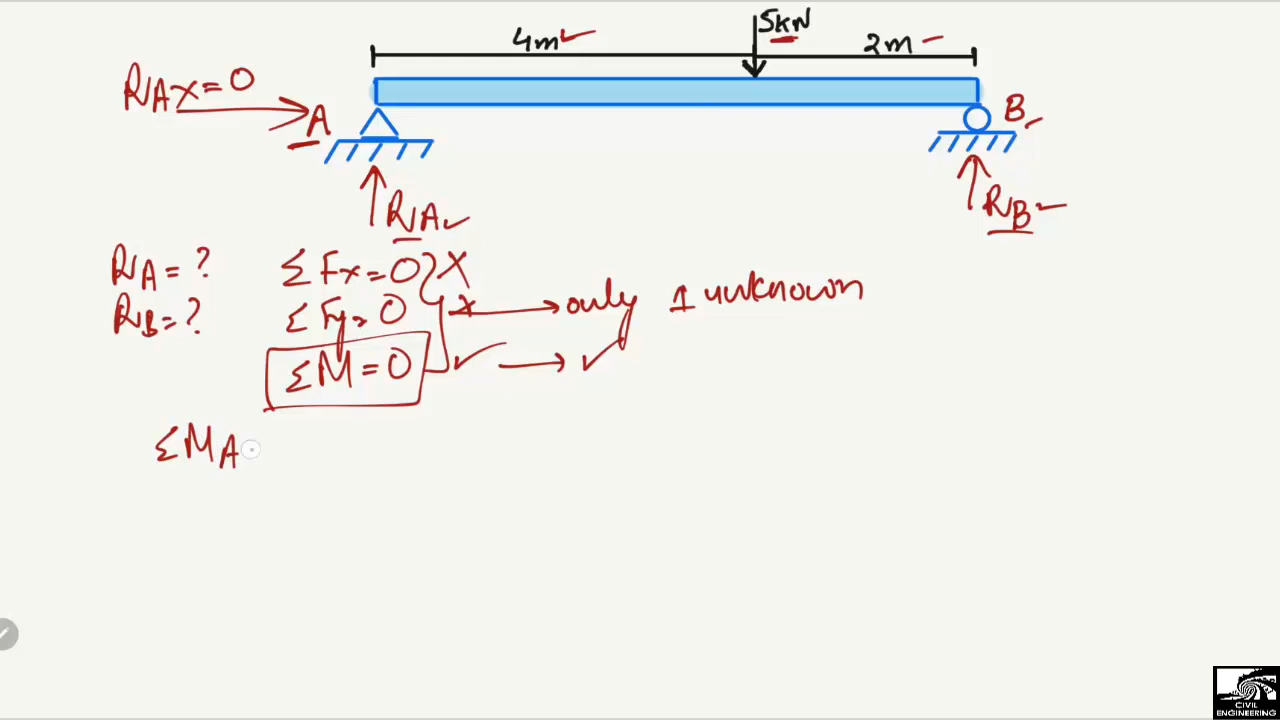 5kN
4m
2m
RAx=0
A
B
RA
RB
RA=?
ΣFx=0 X
RB=?
ΣFy=0 x → only 1 unknown
ΣM=0 ✓ → ✓
ΣMA
CIVIL
ENGINEERING